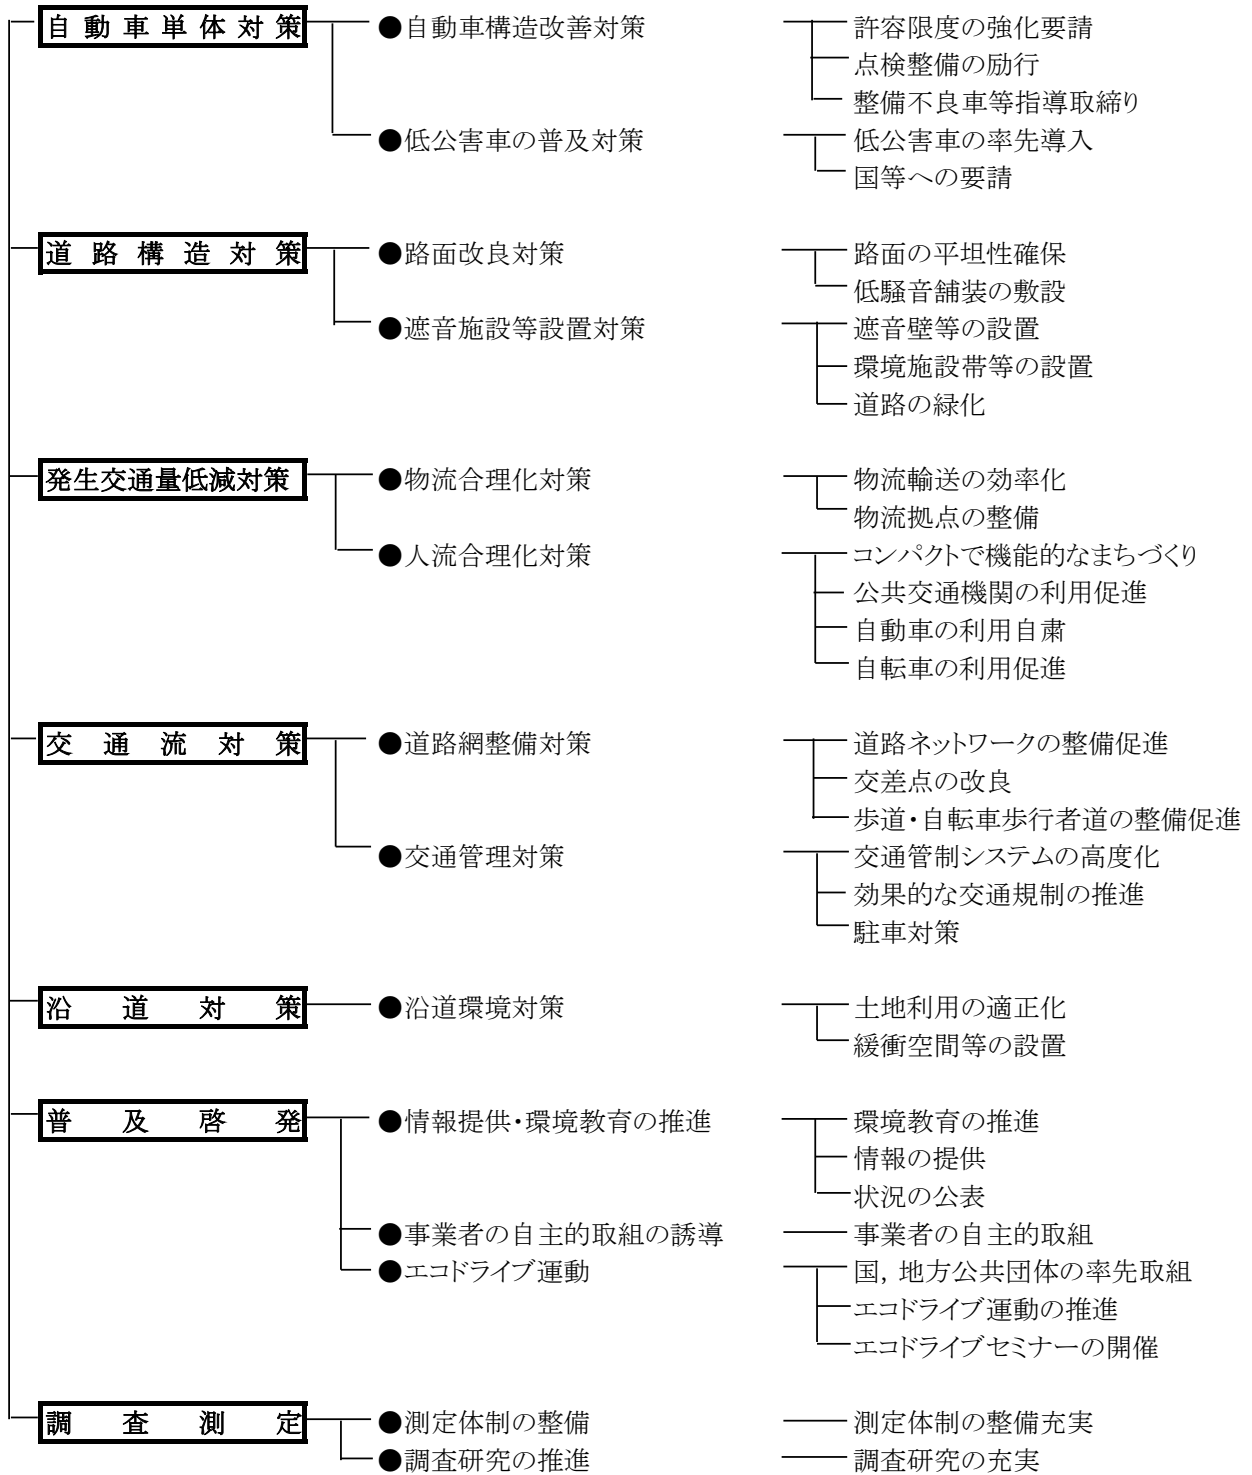 自動車単体対策 ●自動車構造改善対策 許容限度の強化要請
点検整備の励行
整備不良車等指導取締り
●低公害車の普及対策 低公害車の率先導入
国等への要請
道路構造対策 ●路面改良対策 路面の平坦性確保
低騒音舗装の敷設
●遮音施設等設置対策 遮音壁等の設置
環境施設帯等の設置
道路の緑化
発生交通量低減対策 ●物流合理化対策 物流輸送の効率化
物流拠点の整備
●人流合理化対策 コンパクトで機能的なまちづくり
公共交通機関の利用促進
自動車の利用自粛
自転車の利用促進
交通流対策 ●道路網整備対策 道路ネットワークの整備促進
交差点の改良
歩道・自転車歩行者道の整備促進
●交通管理対策 交通管制システムの高度化
効果的な交通規制の推進
駐車対策
沿道対策 ●沿道環境対策 土地利用の適正化
緩衝空間等の設置
普及啓発 ●情報提供・環境教育の推進 環境教育の推進
情報の提供
状況の公表
●事業者の自主的取組の誘導 事業者の自主的取組
●エコドライブ運動 国,地方公共団体の率先取組
エコドライブ運動の推進
エコドライブセミナーの開催
調査測定 ●測定体制の整備 測定体制の整備充実
●調査研究の推進 調査研究の充実